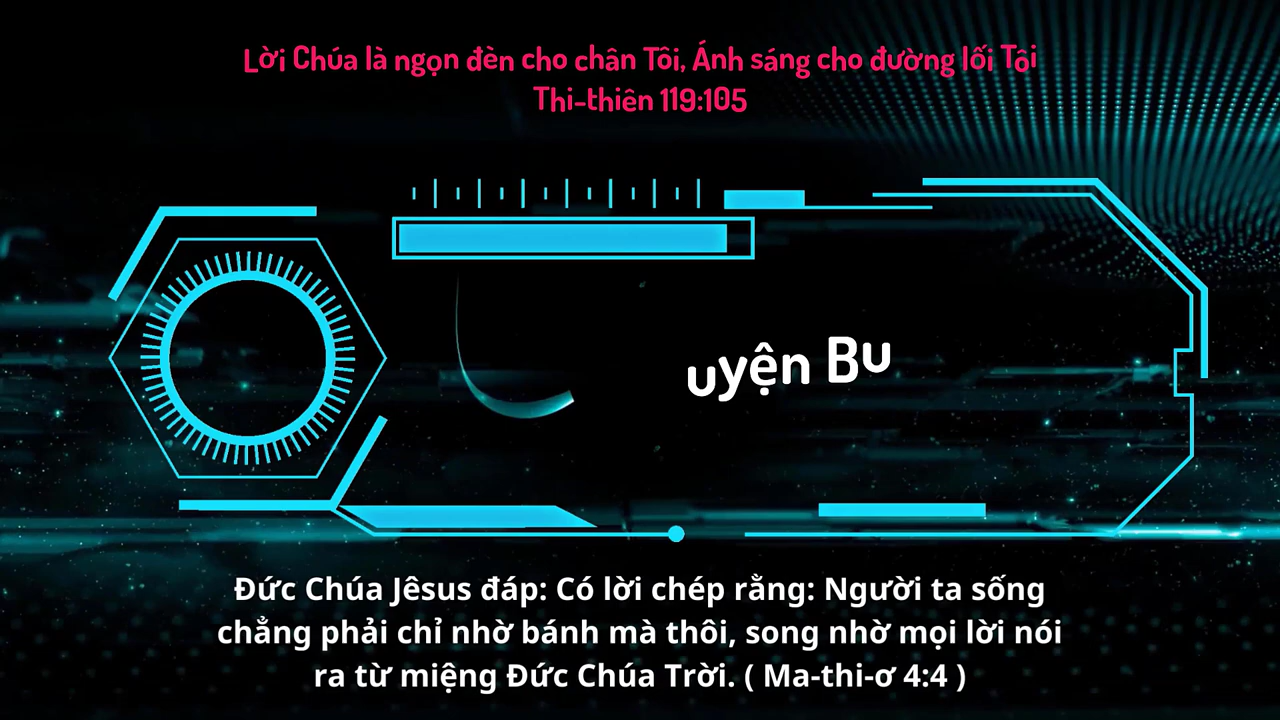 Lời Chúa là ngọn đèn cho chân Tôi, Ánh sáng cho đường lối Tôi
Thi-thiên 119:105
uyện Bu
Đức Chúa Jêsus đáp: Có lời chép rằng: Người ta sống
chẳng phải chỉ nhờ bánh mà thôi, song nhờ mọi lời nói
ra từ miệng Đức Chúa Trời. ( Ma-thi-ơ 4:4 )